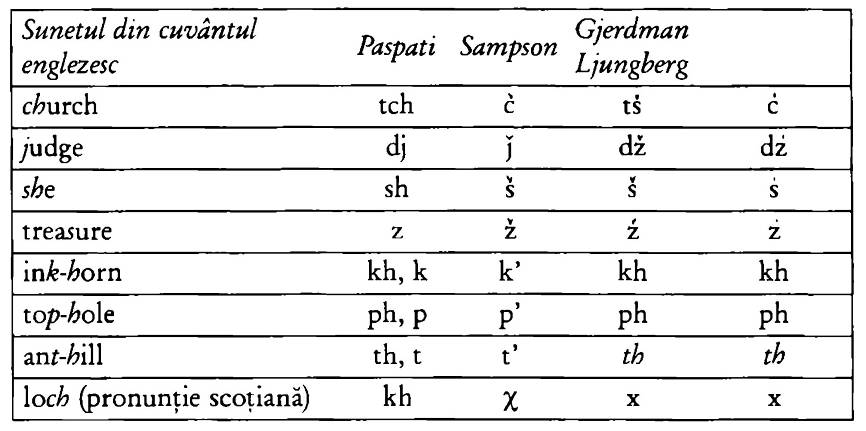 Sunetul din cuvântul englezesc | Paspati | Sampson | Gjerdman Ljungberg |
church | tch | č̀ | tš | ċ
judge | dj | ǰ | dž | dż
she | sh | š | š | ṡ
treasure | z | ž | ź | ż
ink-horn | kh, k | k’ | kh | kh
top-hole | ph, p | p’ | ph | ph
ant-hill | th, t | t’ | th | th
loch (pronunție scoțiană) | kh | χ | x | x